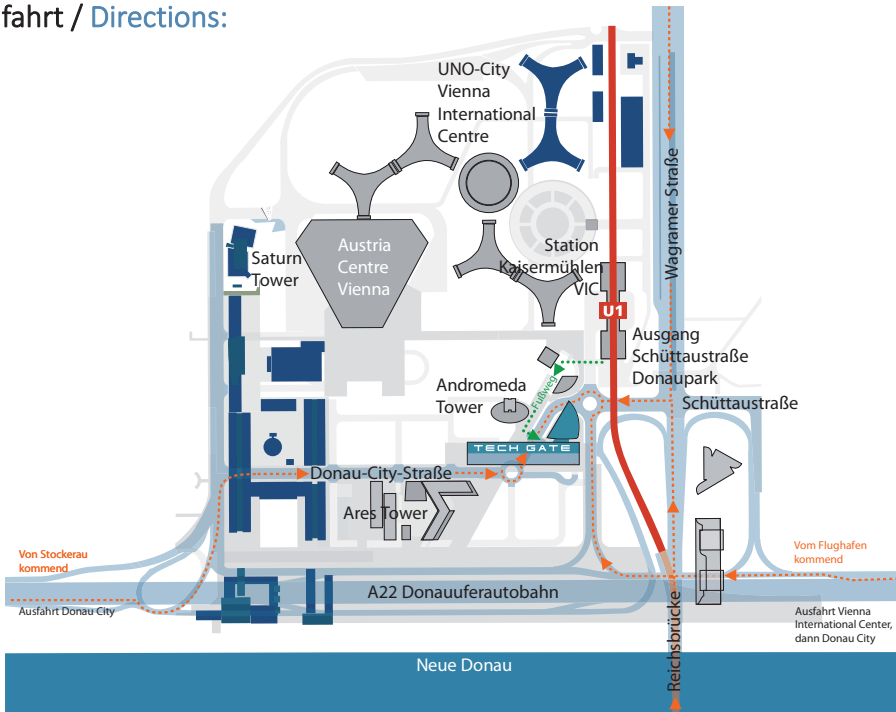 fahrt / Directions:
UNO-City
Vienna
International
Centre
Wagramer Straße
Austria
Centre
Vienna
Saturn
Tower
Station
Kaisermühlen
VIC
U1
Ausgang
Schüttaustraße
Donaupark
Andromeda
Tower
Fußweg
Schüttaustraße
TECH GATE
Donau-City-Straße
Ares Tower
Von Stockerau
kommend
Vom Flughafen
kommend
A22 Donauuferautobahn
Ausfahrt Donau City
Ausfahrt Vienna
International Center,
dann Donau City
Reichsbrücke
Neue Donau